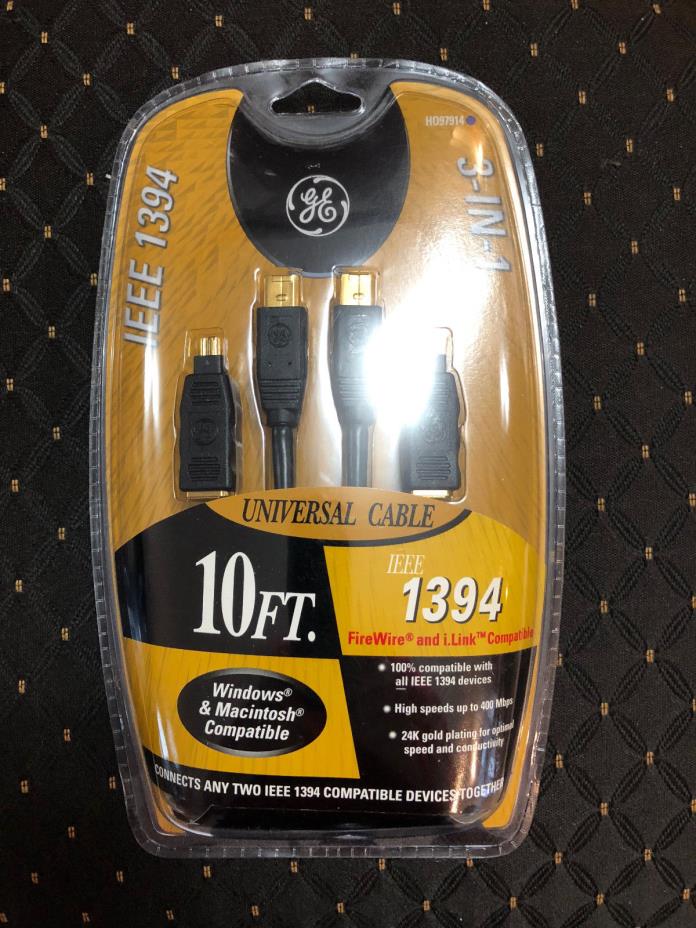 HO97914
IEEE 1394
3-IN-1
GE
UNIVERSAL CABLE
10FT.
IEEE
1394
FireWire® and i.Link™ Compatible
Windows®
& Macintosh®
Compatible
100% compatible with
all IEEE 1394 devices
High speeds up to 400 Mbps
24K gold plating for optimal
speed and conductivity
CONNECTS ANY TWO IEEE 1394 COMPATIBLE DEVICES TOGETHER